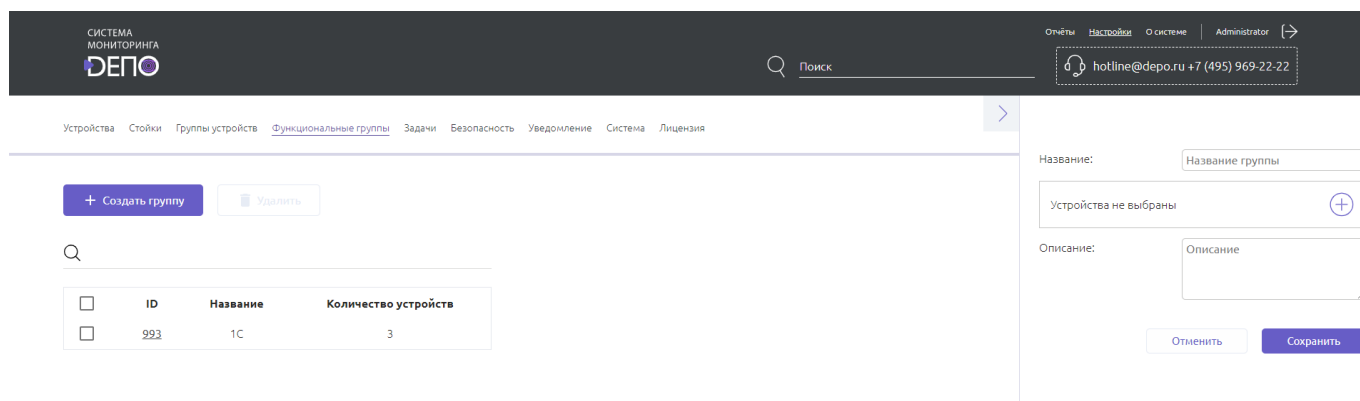 СИСТЕМА
МОНИТОРИНГА
ДЕПО
Поиск
Отчёты Настройки О системе Administrator
hotline@depo.ru +7 (495) 969-22-22
Устройства Стойки Группы устройств Функциональные группы Задачи Безопасность Уведомление Система Лицензия
+ Создать группу Удалить
ID Название Количество устройств
993 1С 3
Название: Название группы
Устройства не выбраны
Описание: Описание
Отменить Сохранить